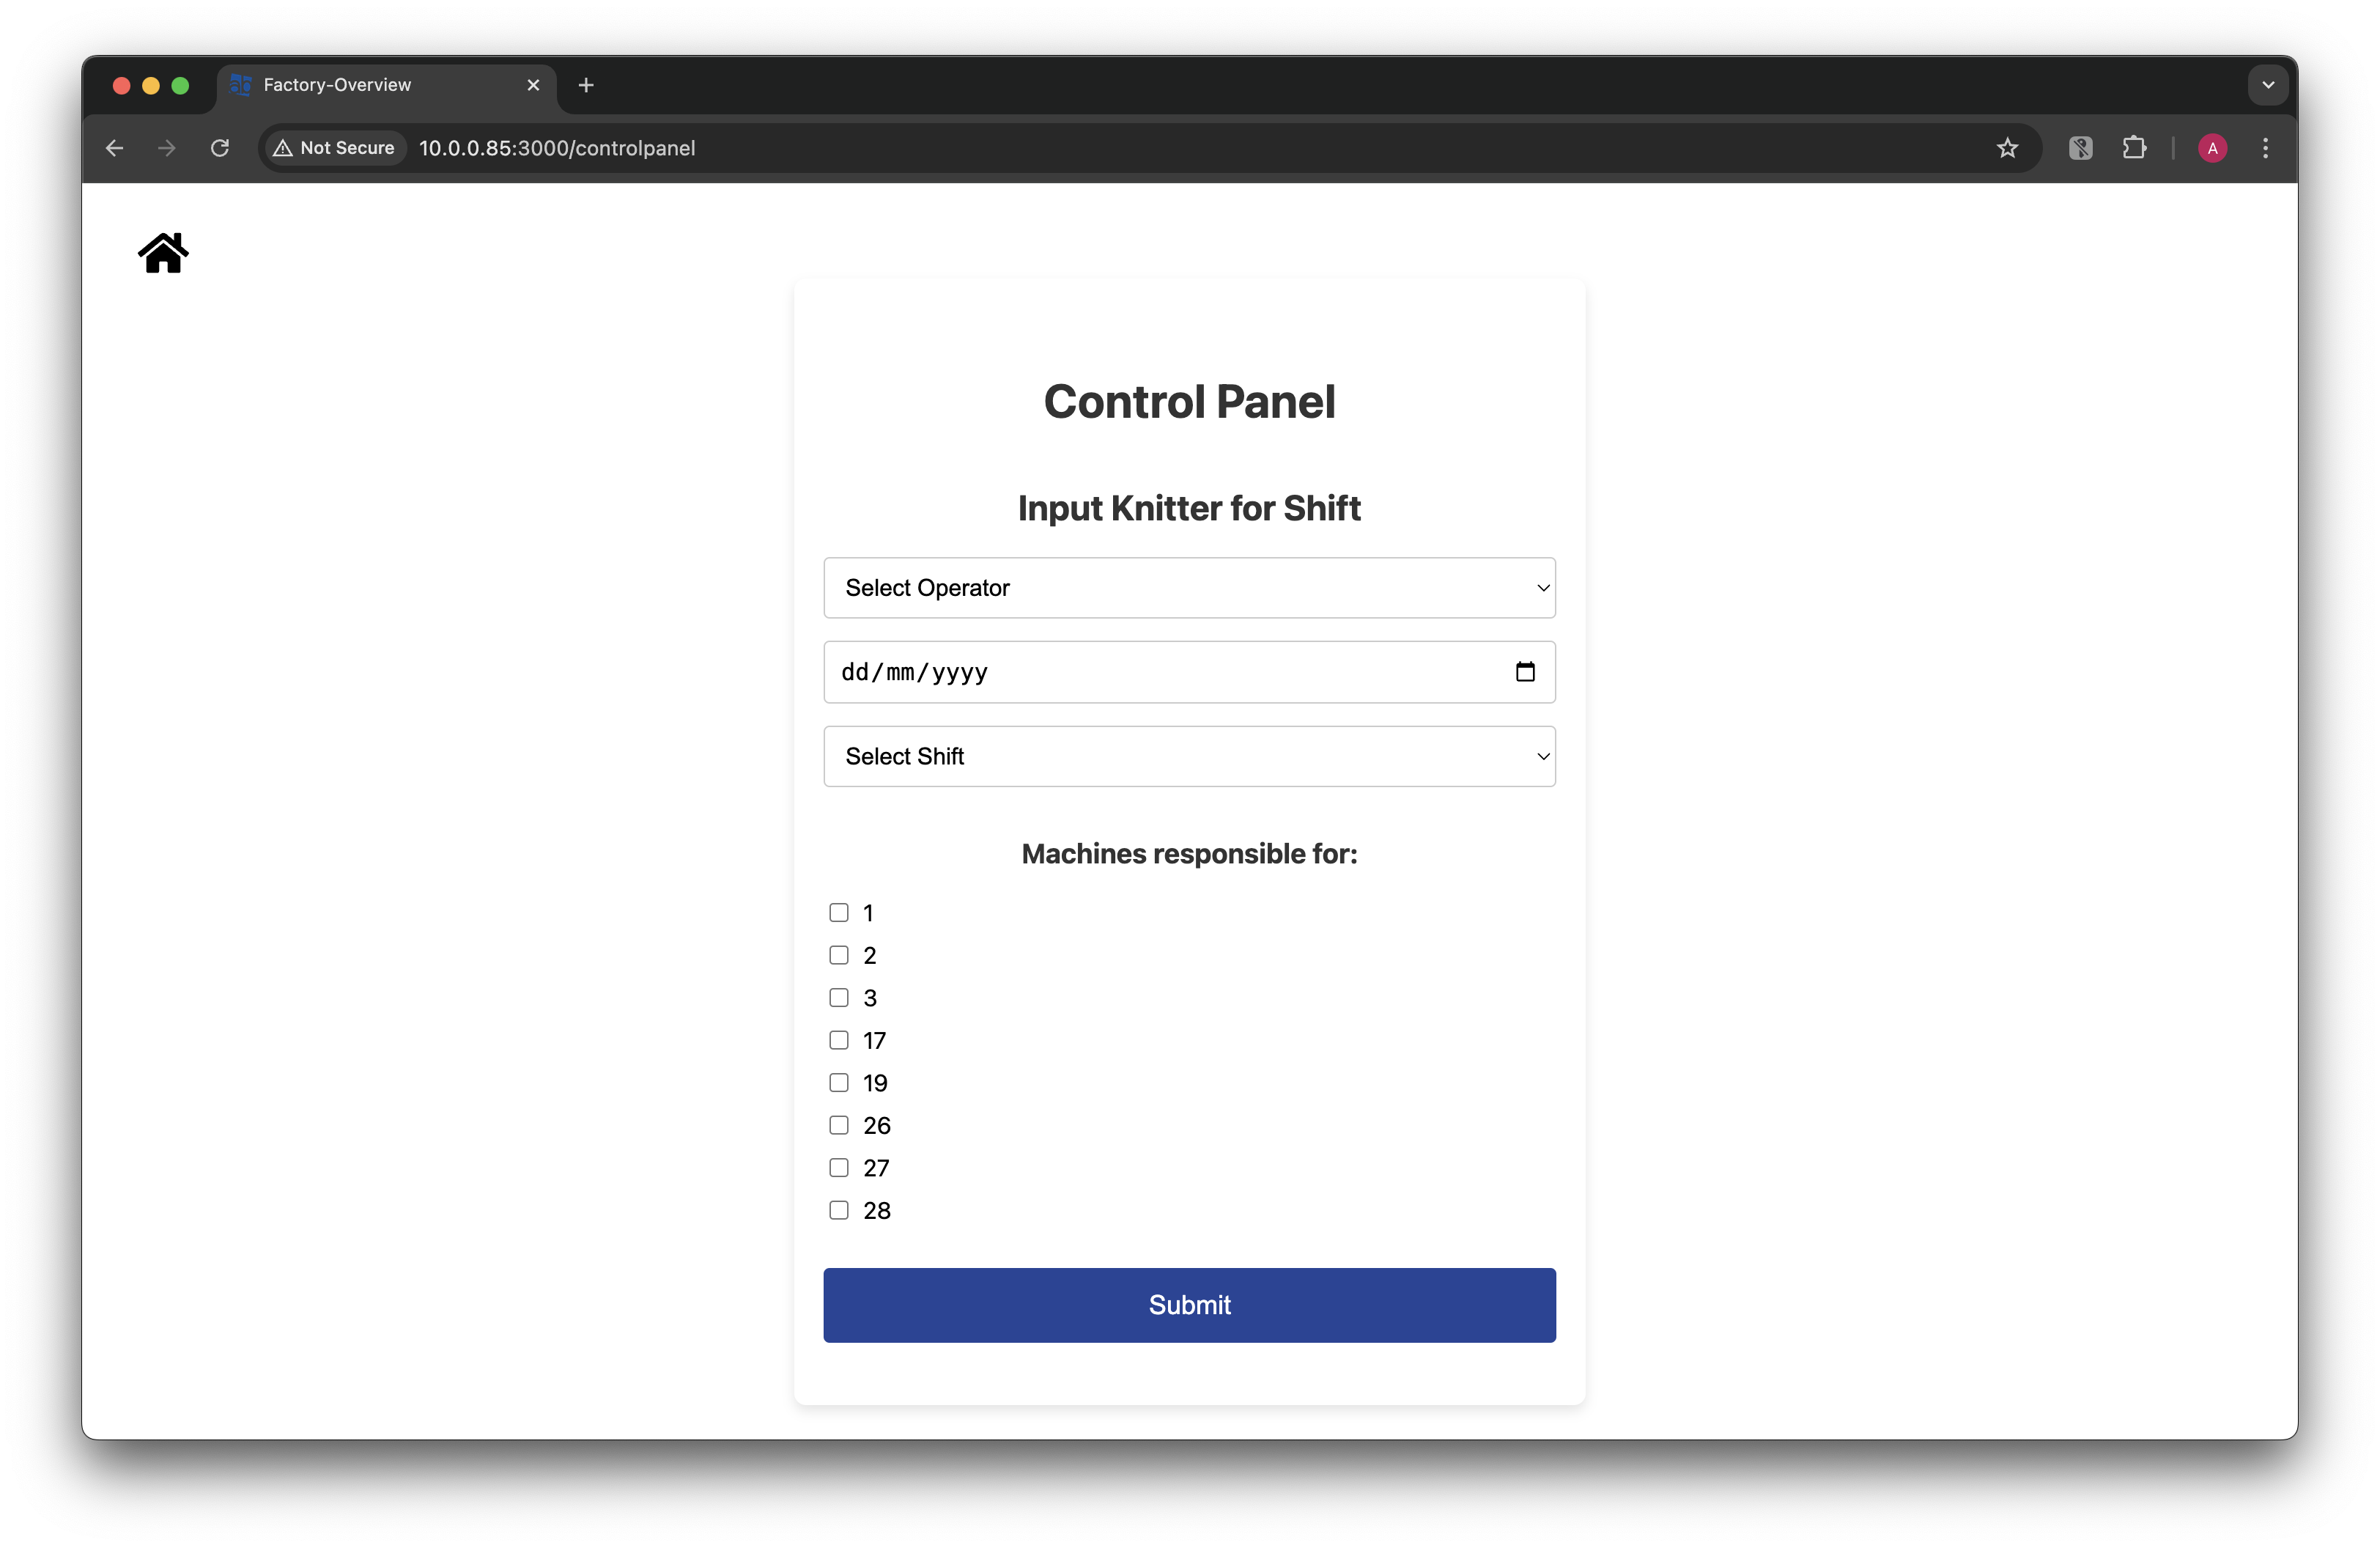 Factory-Overview
Not Secure 10.0.0.85:3000/controlpanel
A
Control Panel
Input Knitter for Shift
Select Operator
dd/mm/yyyy
Select Shift
Machines responsible for:
1
2
3
17
19
26
27
28
Submit